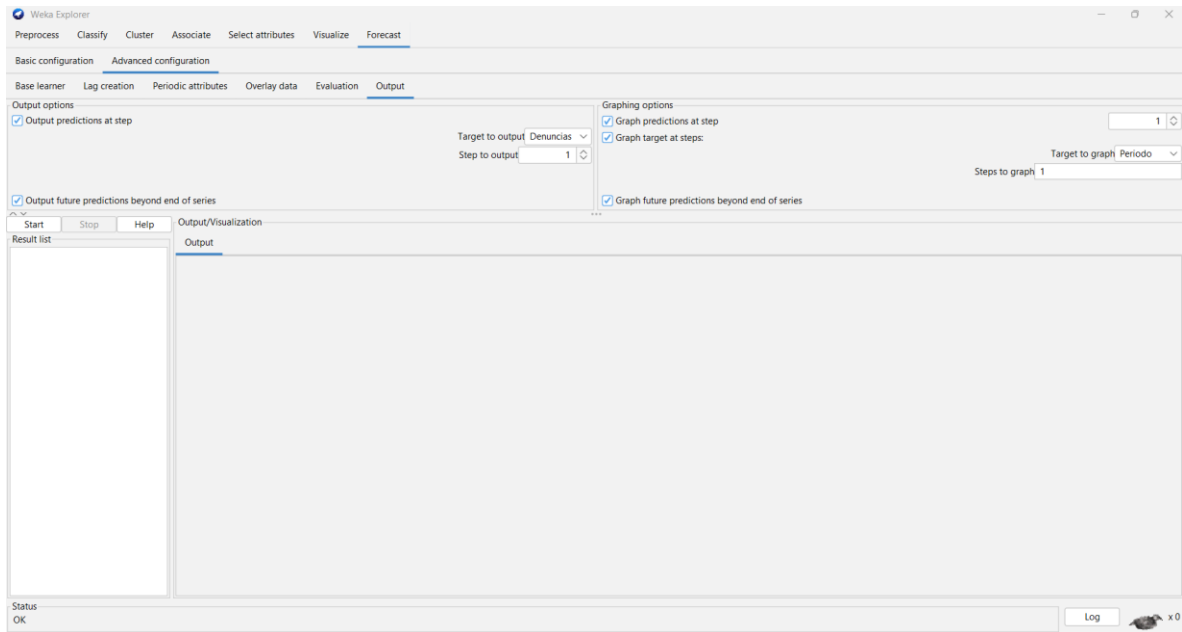 Weka Explorer
Preprocess Classify Cluster Associate Select attributes Visualize Forecast
Basic configuration Advanced configuration
Base learner Lag creation Periodic attributes Overlay data Evaluation Output
Output options
Output predictions at step
Target to output Denuncias
Step to output 1
Output future predictions beyond end of series
Graphing options
Graph predictions at step 1
Graph target at steps:
Target to graph Periodo
Steps to graph 1
Graph future predictions beyond end of series
Start Stop Help
Result list
Output/Visualization
Output
Status
OK
Log x 0